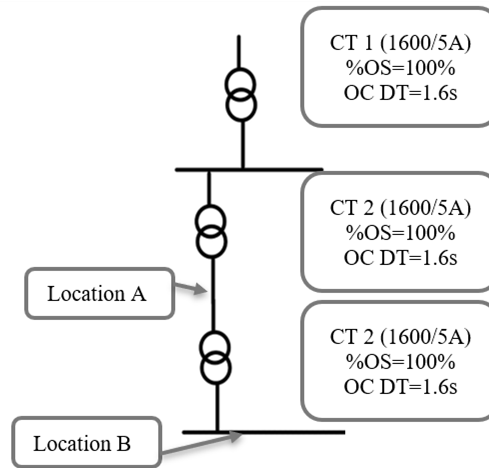 CT 1 (1600/5A)
%OS=100%
OC DT=1.6s
CT 2 (1600/5A)
%OS=100%
OC DT=1.6s
Location A
CT 2 (1600/5A)
%OS=100%
OC DT=1.6s
Location B